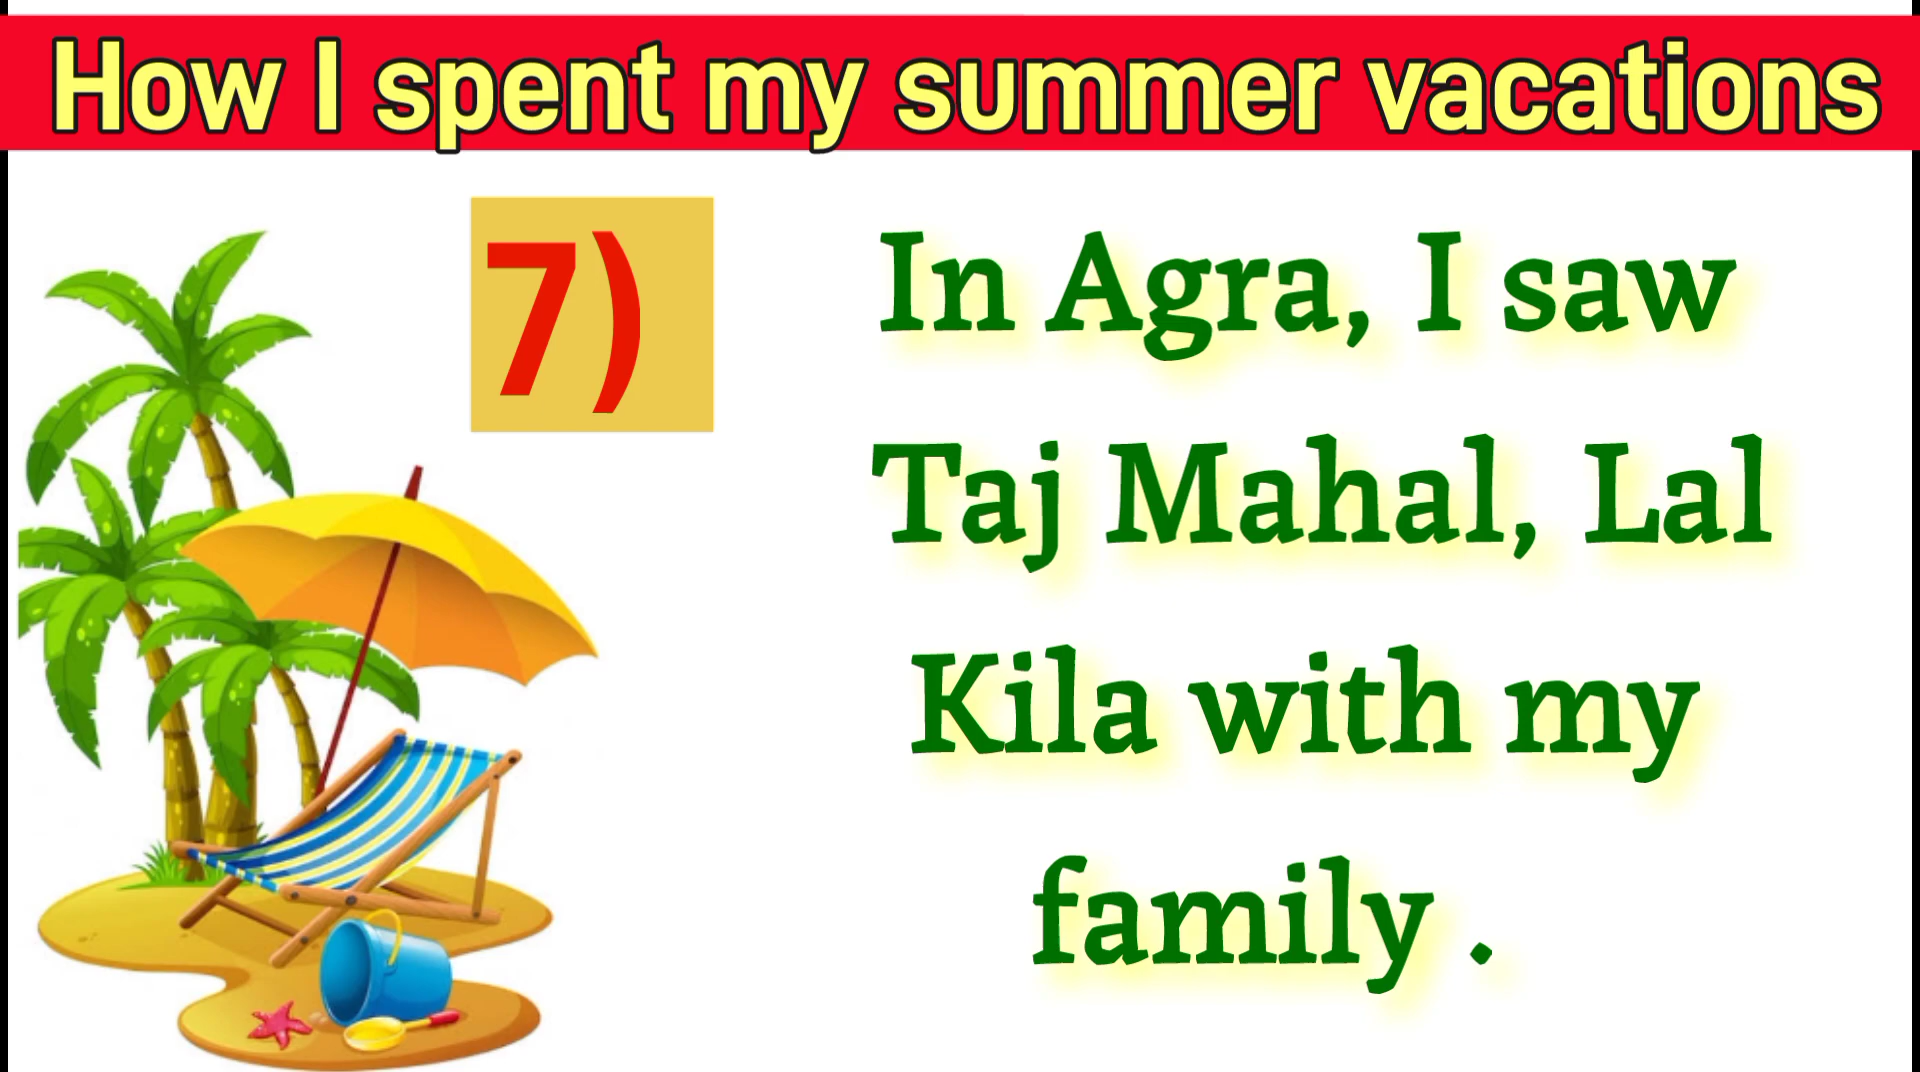 How I spent my summer vacations
7)
In Agra, I saw
Taj Mahal, Lal
Kila with my
family .